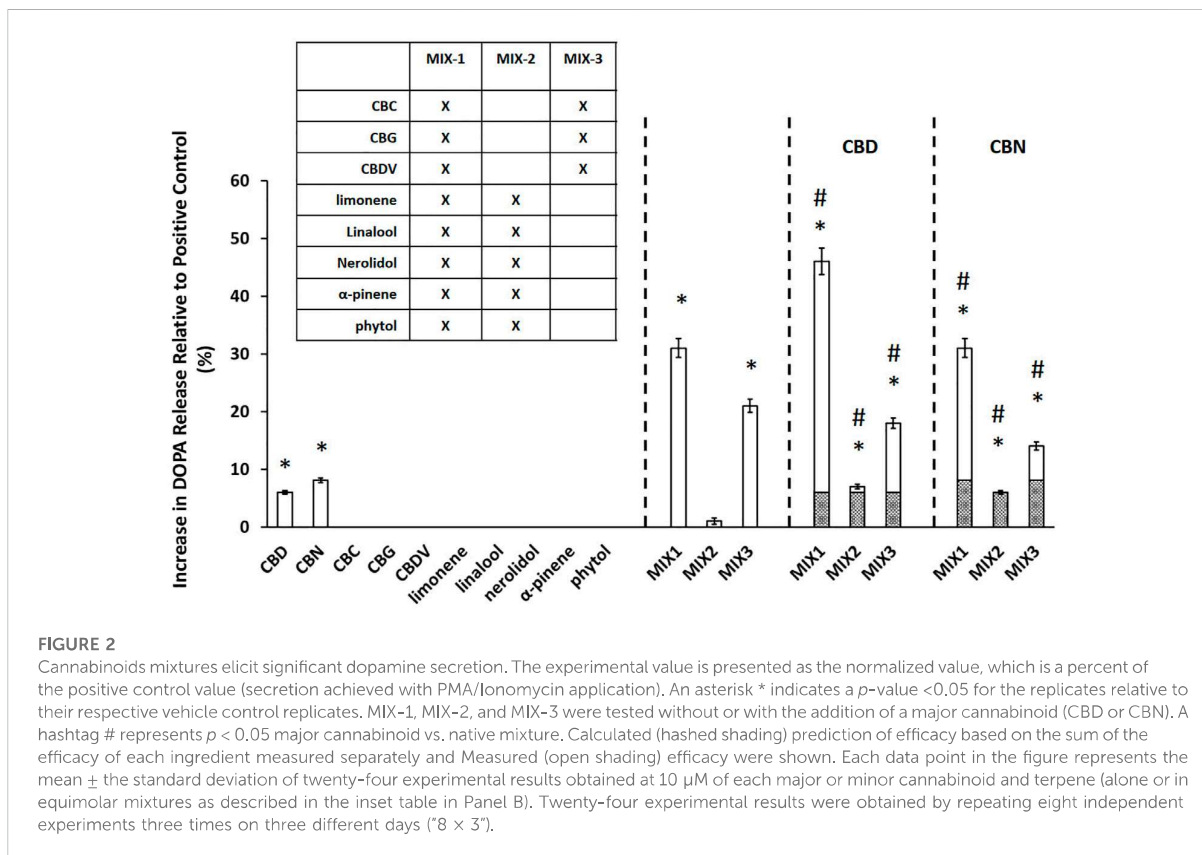 MIX-1 MIX-2 MIX-3
CBC X X
CBG X X
CBDV X X
limonene X X
Linalool X X
Nerolidol X X
α-pinene X X
phytol X X
CBD CBN
Increase in DOPA Release Relative to Positive Control
(%)
60
50
40
30
20
10
0
* * * * # * # * # * # * # * # *
CBD CBN CBC CBG CBDV limonene linalool nerolidol α-pinene phytol MIX1 MIX2 MIX3 MIX1 MIX2 MIX3 MIX1 MIX2 MIX3
FIGURE 2
Cannabinoids mixtures elicit significant dopamine secretion. The experimental value is presented as the normalized value, which is a percent of
the positive control value (secretion achieved with PMA/Ionomycin application). An asterisk * indicates a p-value <0.05 for the replicates relative to
their respective vehicle control replicates. MIX-1, MIX-2, and MIX-3 were tested without or with the addition of a major cannabinoid (CBD or CBN). A
hashtag # represents p < 0.05 major cannabinoid vs. native mixture. Calculated (hashed shading) prediction of efficacy based on the sum of the
efficacy of each ingredient measured separately and Measured (open shading) efficacy were shown. Each data point in the figure represents the
mean ± the standard deviation of twenty-four experimental results obtained at 10 µM of each major or minor cannabinoid and terpene (alone or in
equimolar mixtures as described in the inset table in Panel B). Twenty-four experimental results were obtained by repeating eight independent
experiments three times on three different days ("8 × 3").